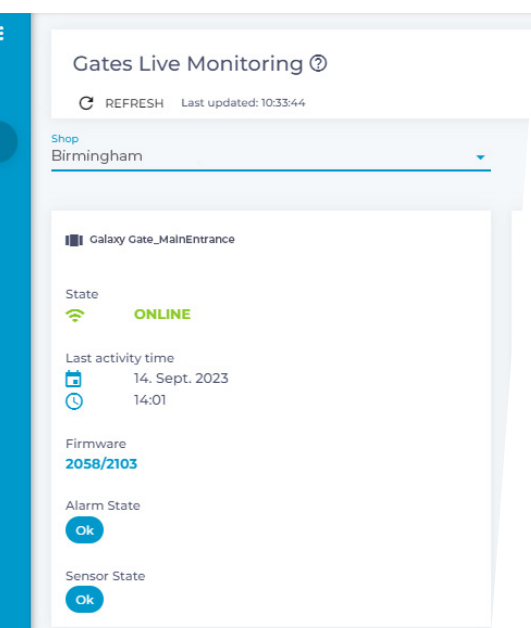 Gates Live Monitoring ?
REFRESH Last updated: 10:33:44
Shop
Birmingham
Galaxy Gate_MainEntrance
State
ONLINE
Last activity time
14. Sept. 2023
14:01
Firmware
2058/2103
Alarm State
Ok
Sensor State
Ok